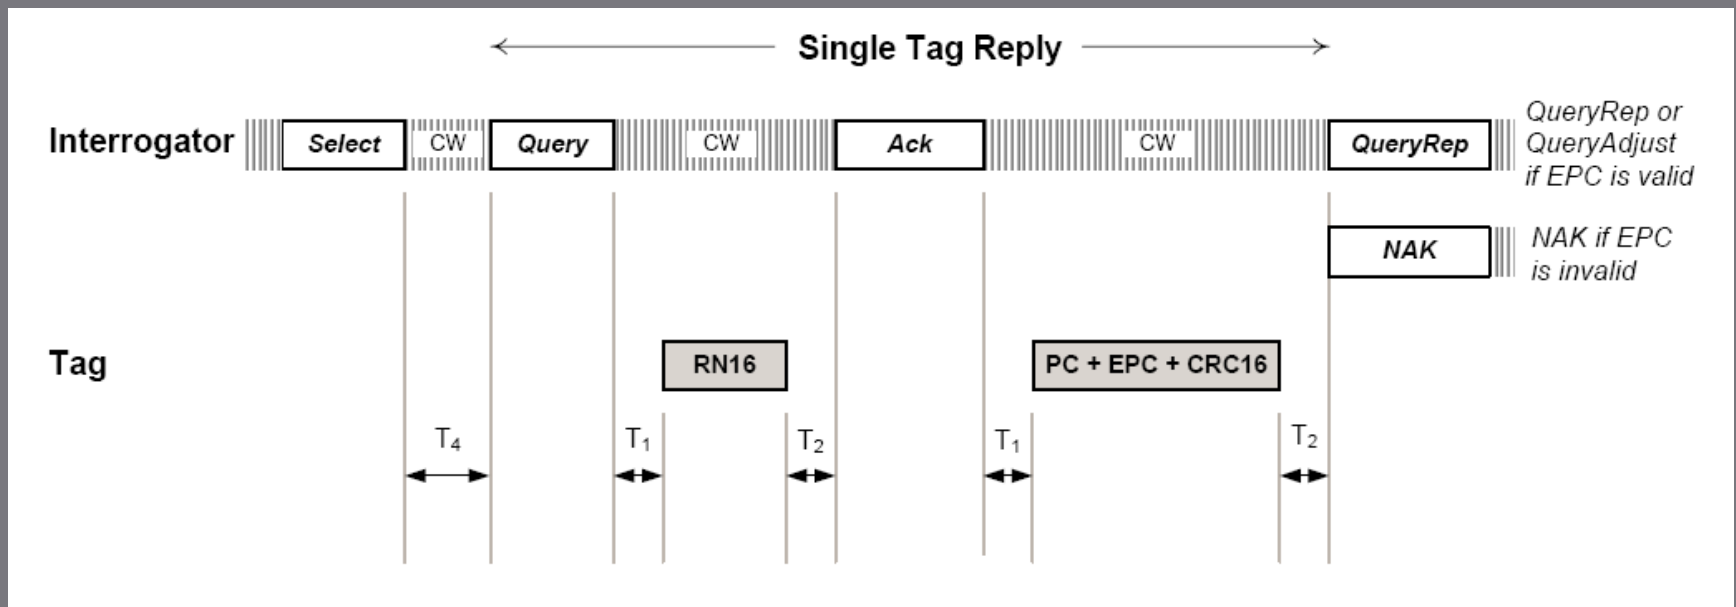 Single Tag Reply
Interrogator
Select
CW
Query
CW
Ack
CW
QueryRep
QueryRep or
QueryAdjust
if EPC is valid
NAK
NAK if EPC
is invalid
Tag
RN16
PC + EPC + CRC16
T4
T1
T2
T1
T2